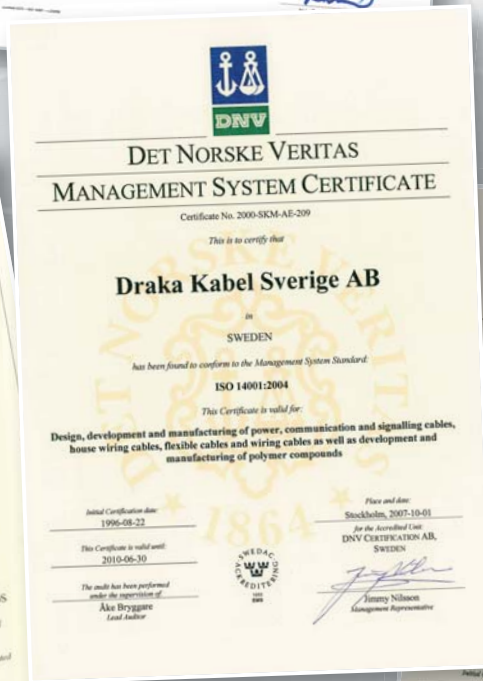 DNV
DET NORSKE VERITAS
MANAGEMENT SYSTEM CERTIFICATE
Certificate No. 2000-SKM-AE-209
This is to certify that
Draka Kabel Sverige AB
in
SWEDEN
has been found to conform to the Management System Standard:
ISO 14001:2004
This Certificate is valid for:
Design, development and manufacturing of power, communication and signalling cables,
house wiring cables, flexible cables and wiring cables as well as development and
manufacturing of polymer compounds
DET NORSKE VERITAS
1864
Initial Certification date:
1996-08-22
This Certificate is valid until:
2010-06-30
The audit has been performed
under the supervision of
Åke Bryggare
Lead Auditor
SWEDAC
ACKREDITERING
Place and date:
Stockholm, 2007-10-01
for the Accredited Unit:
DNV CERTIFICATION AB,
SWEDEN
Jimmy Nilsson
Management Representative